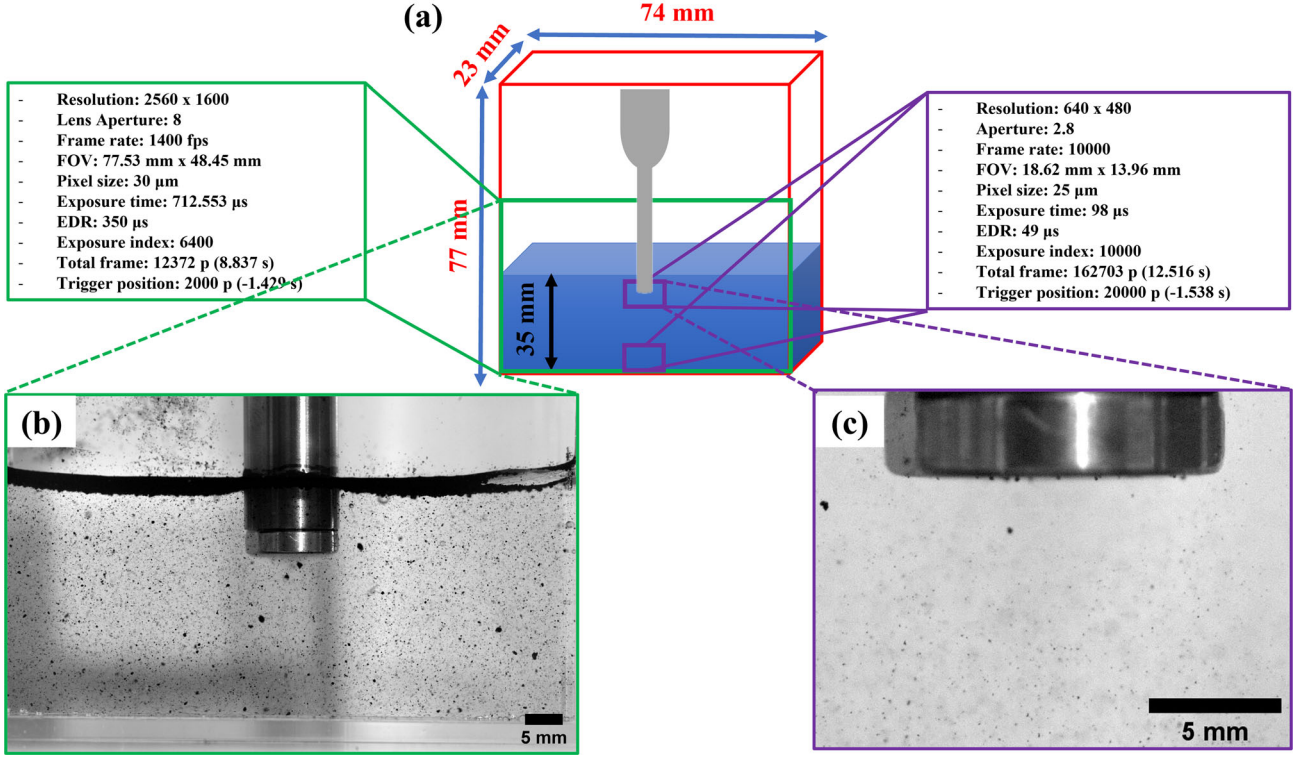 (a)
74 mm
23 mm
77 mm
35 mm
- Resolution: 2560 x 1600
- Lens Aperture: 8
- Frame rate: 1400 fps
- FOV: 77.53 mm x 48.45 mm
- Pixel size: 30 µm
- Exposure time: 712.553 µs
- EDR: 350 µs
- Exposure index: 6400
- Total frame: 12372 p (8.837 s)
- Trigger position: 2000 p (-1.429 s)
- Resolution: 640 x 480
- Aperture: 2.8
- Frame rate: 10000
- FOV: 18.62 mm x 13.96 mm
- Pixel size: 25 µm
- Exposure time: 98 µs
- EDR: 49 µs
- Exposure index: 10000
- Total frame: 162703 p (12.516 s)
- Trigger position: 20000 p (-1.538 s)
(b)
5 mm
(c)
5 mm